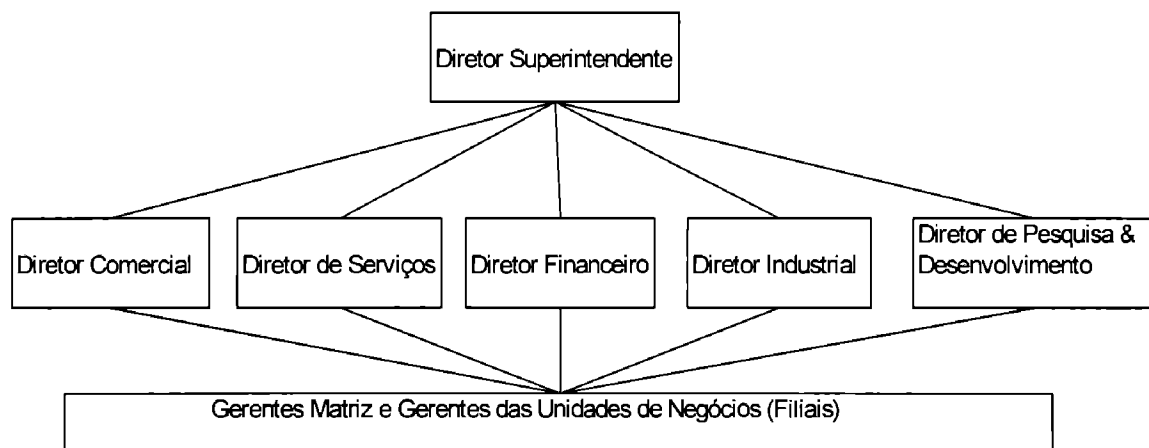 Diretor Superintendente
Diretor Comercial
Diretor de Serviços
Diretor Financeiro
Diretor Industrial
Diretor de Pesquisa &
Desenvolvimento
Gerentes Matriz e Gerentes das Unidades de Negócios (Filiais)